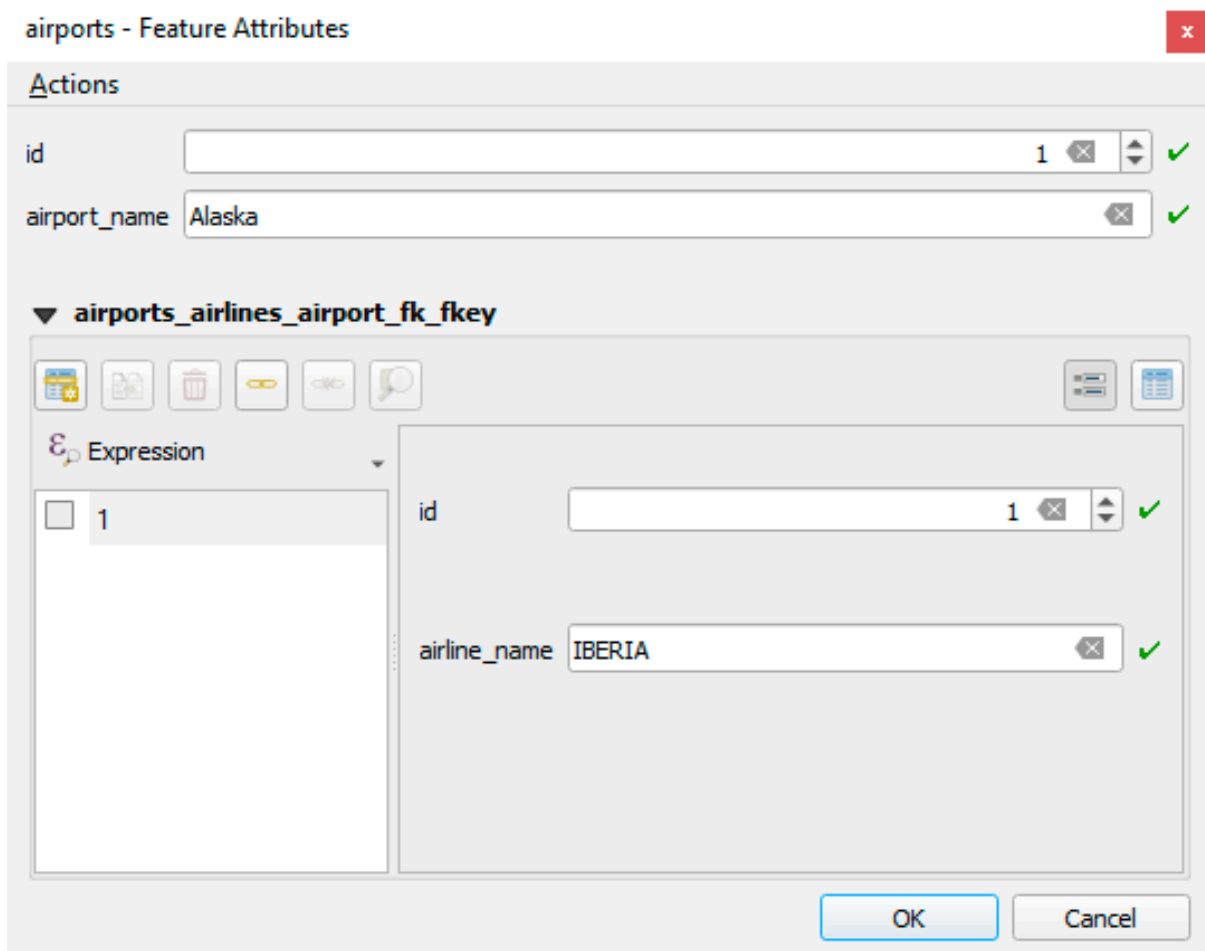 airports - Feature Attributes
x
Actions
id 1
airport_name Alaska
airports_airlines_airport_fk_fkey
ε Expression
1
id 1
airline_name IBERIA
OK Cancel